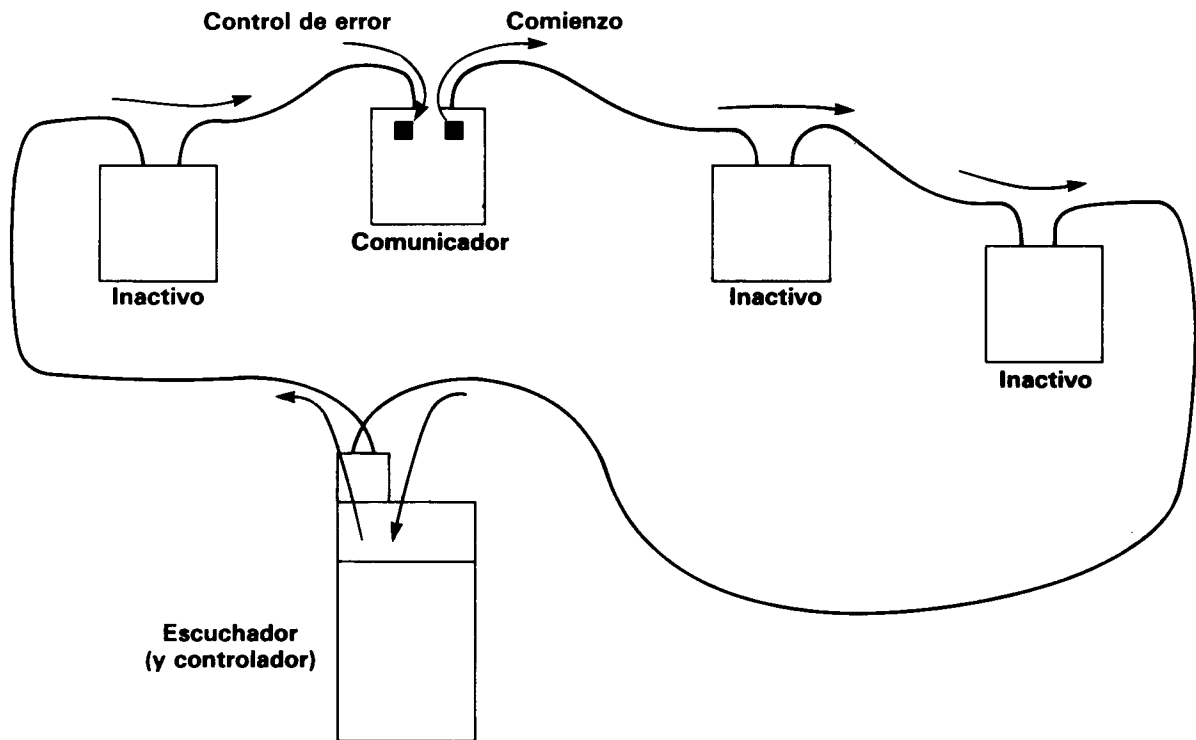 Control de error
Comienzo
Comunicador
Inactivo
Inactivo
Inactivo
Escuchador
(y controlador)